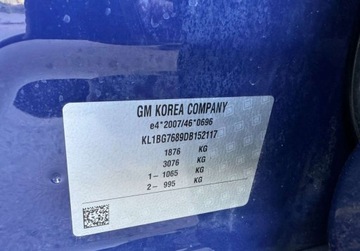 GM KOREA COMPANY
e4*2007/46*0696
KL1BG7689DB152117
1876 KG
3076 KG
1- 1065 KG
2- 995 KG